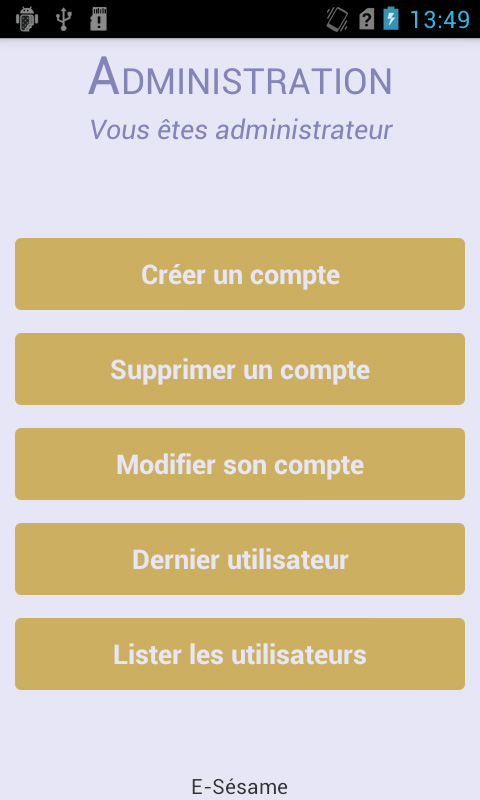 13:49
ADMINISTRATION
Vous êtes administrateur
Créer un compte
Supprimer un compte
Modifier son compte
Dernier utilisateur
Lister les utilisateurs
E-Sésame